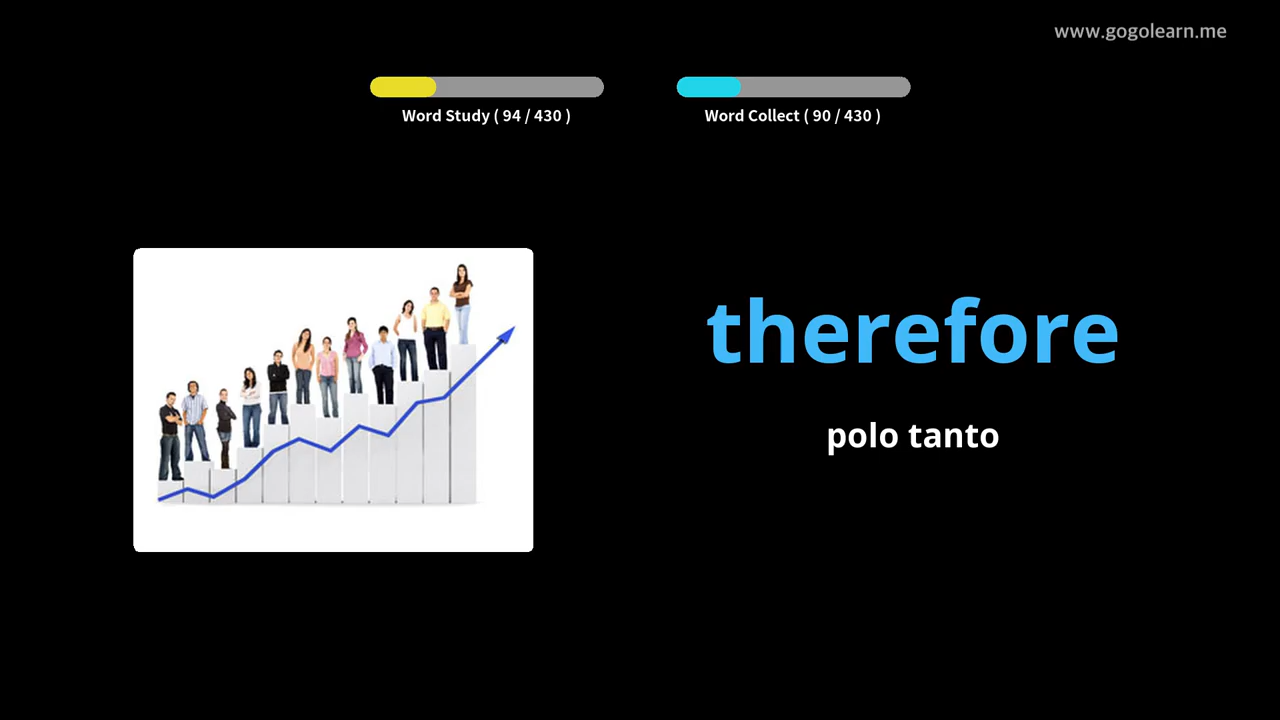 www.gogolearn.me
Word Study ( 94 / 430 )
Word Collect ( 90 / 430 )
therefore
polo tanto